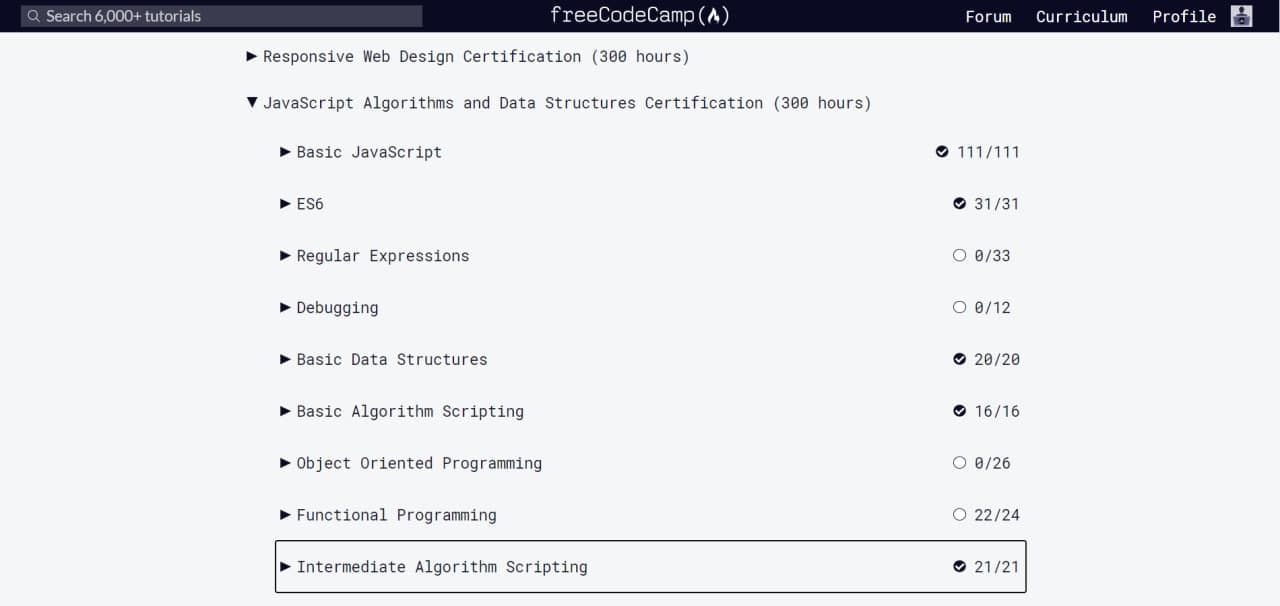 Search 6,000+ tutorials freeCodeCamp Forum Curriculum Profile
Responsive Web Design Certification (300 hours)
JavaScript Algorithms and Data Structures Certification (300 hours)
Basic JavaScript 111/111
ES6 31/31
Regular Expressions 0/33
Debugging 0/12
Basic Data Structures 20/20
Basic Algorithm Scripting 16/16
Object Oriented Programming 0/26
Functional Programming 22/24
Intermediate Algorithm Scripting 21/21